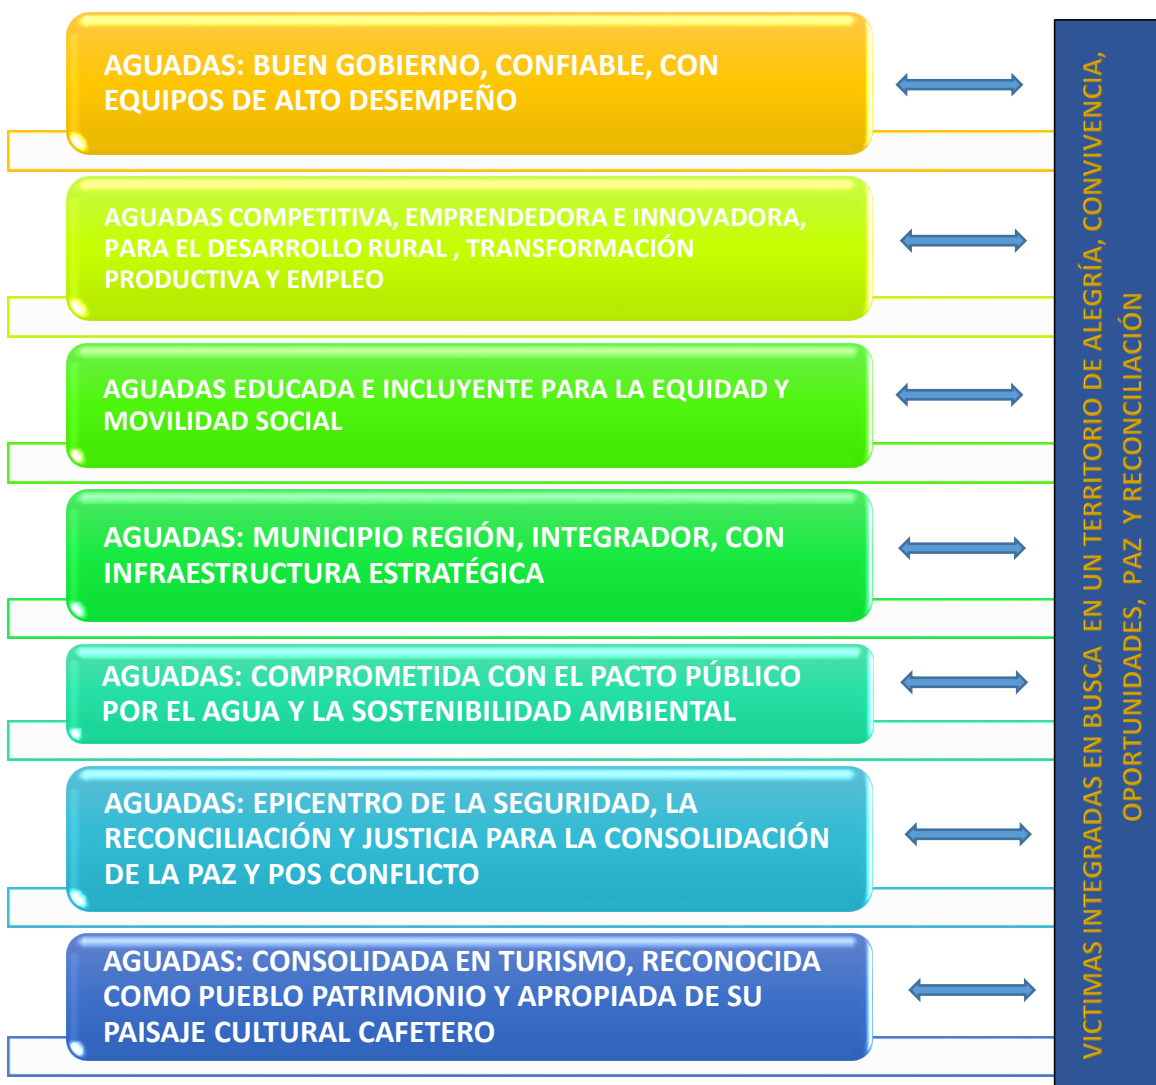 AGUADAS: BUEN GOBIERNO, CONFIABLE, CON
EQUIPOS DE ALTO DESEMPEÑO
AGUADAS COMPETITIVA, EMPRENDEDORA E INNOVADORA,
PARA EL DESARROLLO RURAL , TRANSFORMACIÓN
PRODUCTIVA Y EMPLEO
AGUADAS EDUCADA E INCLUYENTE PARA LA EQUIDAD Y
MOVILIDAD SOCIAL
AGUADAS: MUNICIPIO REGIÓN, INTEGRADOR, CON
INFRAESTRUCTURA ESTRATÉGICA
AGUADAS: COMPROMETIDA CON EL PACTO PÚBLICO
POR EL AGUA Y LA SOSTENIBILIDAD AMBIENTAL
AGUADAS: EPICENTRO DE LA SEGURIDAD, LA
RECONCILIACIÓN Y JUSTICIA PARA LA CONSOLIDACIÓN
DE LA PAZ Y POS CONFLICTO
AGUADAS: CONSOLIDADA EN TURISMO, RECONOCIDA
COMO PUEBLO PATRIMONIO Y APROPIADA DE SU
PAISAJE CULTURAL CAFETERO
VICTIMAS INTEGRADAS EN BUSCA EN UN TERRITORIO DE ALEGRÍA, CONVIVENCIA,
OPORTUNIDADES, PAZ Y RECONCILIACIÓN